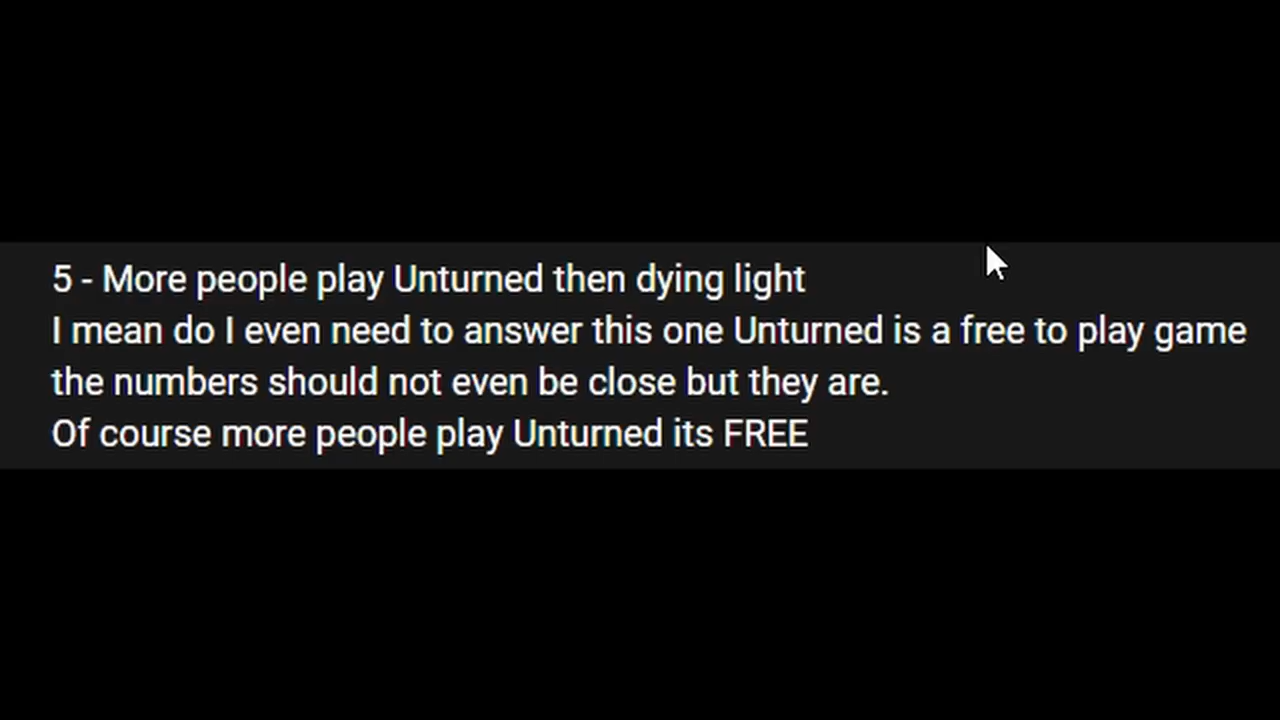 5 - More people play Unturned then dying light
I mean do I even need to answer this one Unturned is a free to play game
the numbers should not even be close but they are.
Of course more people play Unturned its FREE